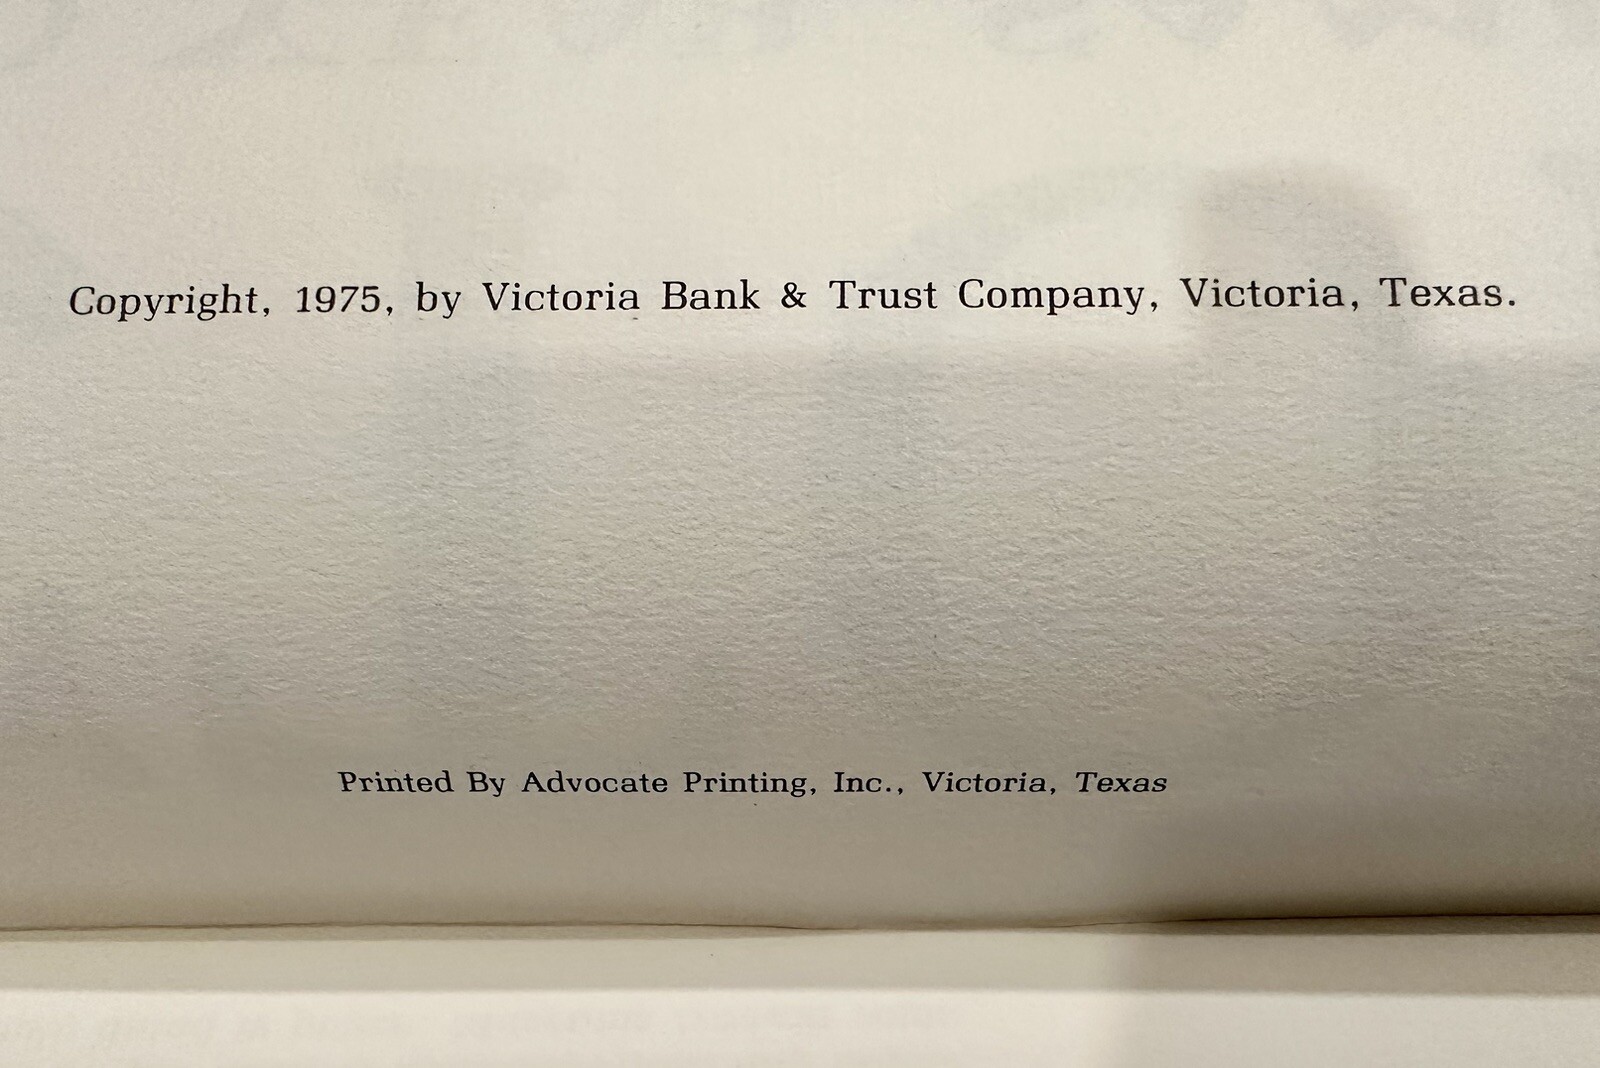 Copyright, 1975, by Victoria Bank & Trust Company, Victoria, Texas.
Printed By Advocate Printing, Inc., Victoria, Texas